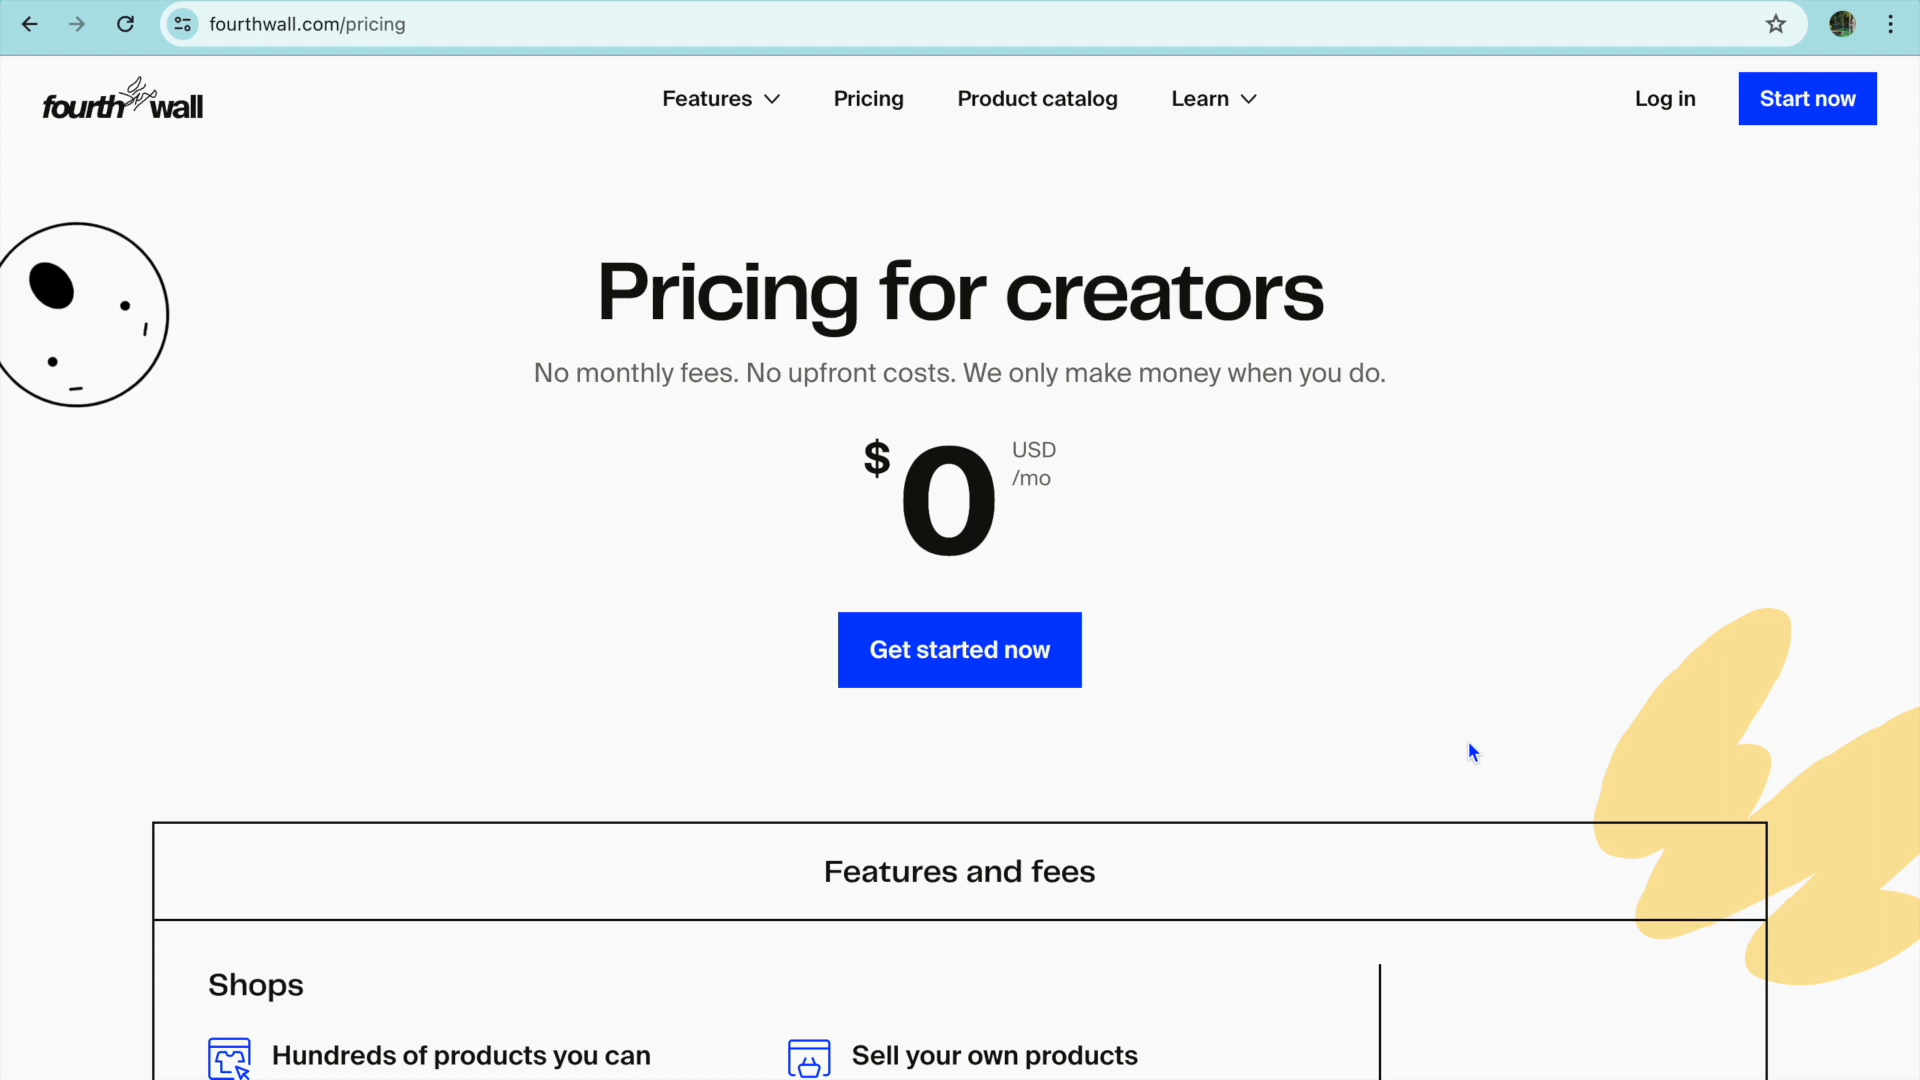 fourthwall.com/pricing
fourthwall
Features
Pricing
Product catalog
Learn
Log in
Start now
Pricing for creators
No monthly fees. No upfront costs. We only make money when you do.
$0 USD
/mo
Get started now
Features and fees
Shops
Hundreds of products you can
Sell your own products